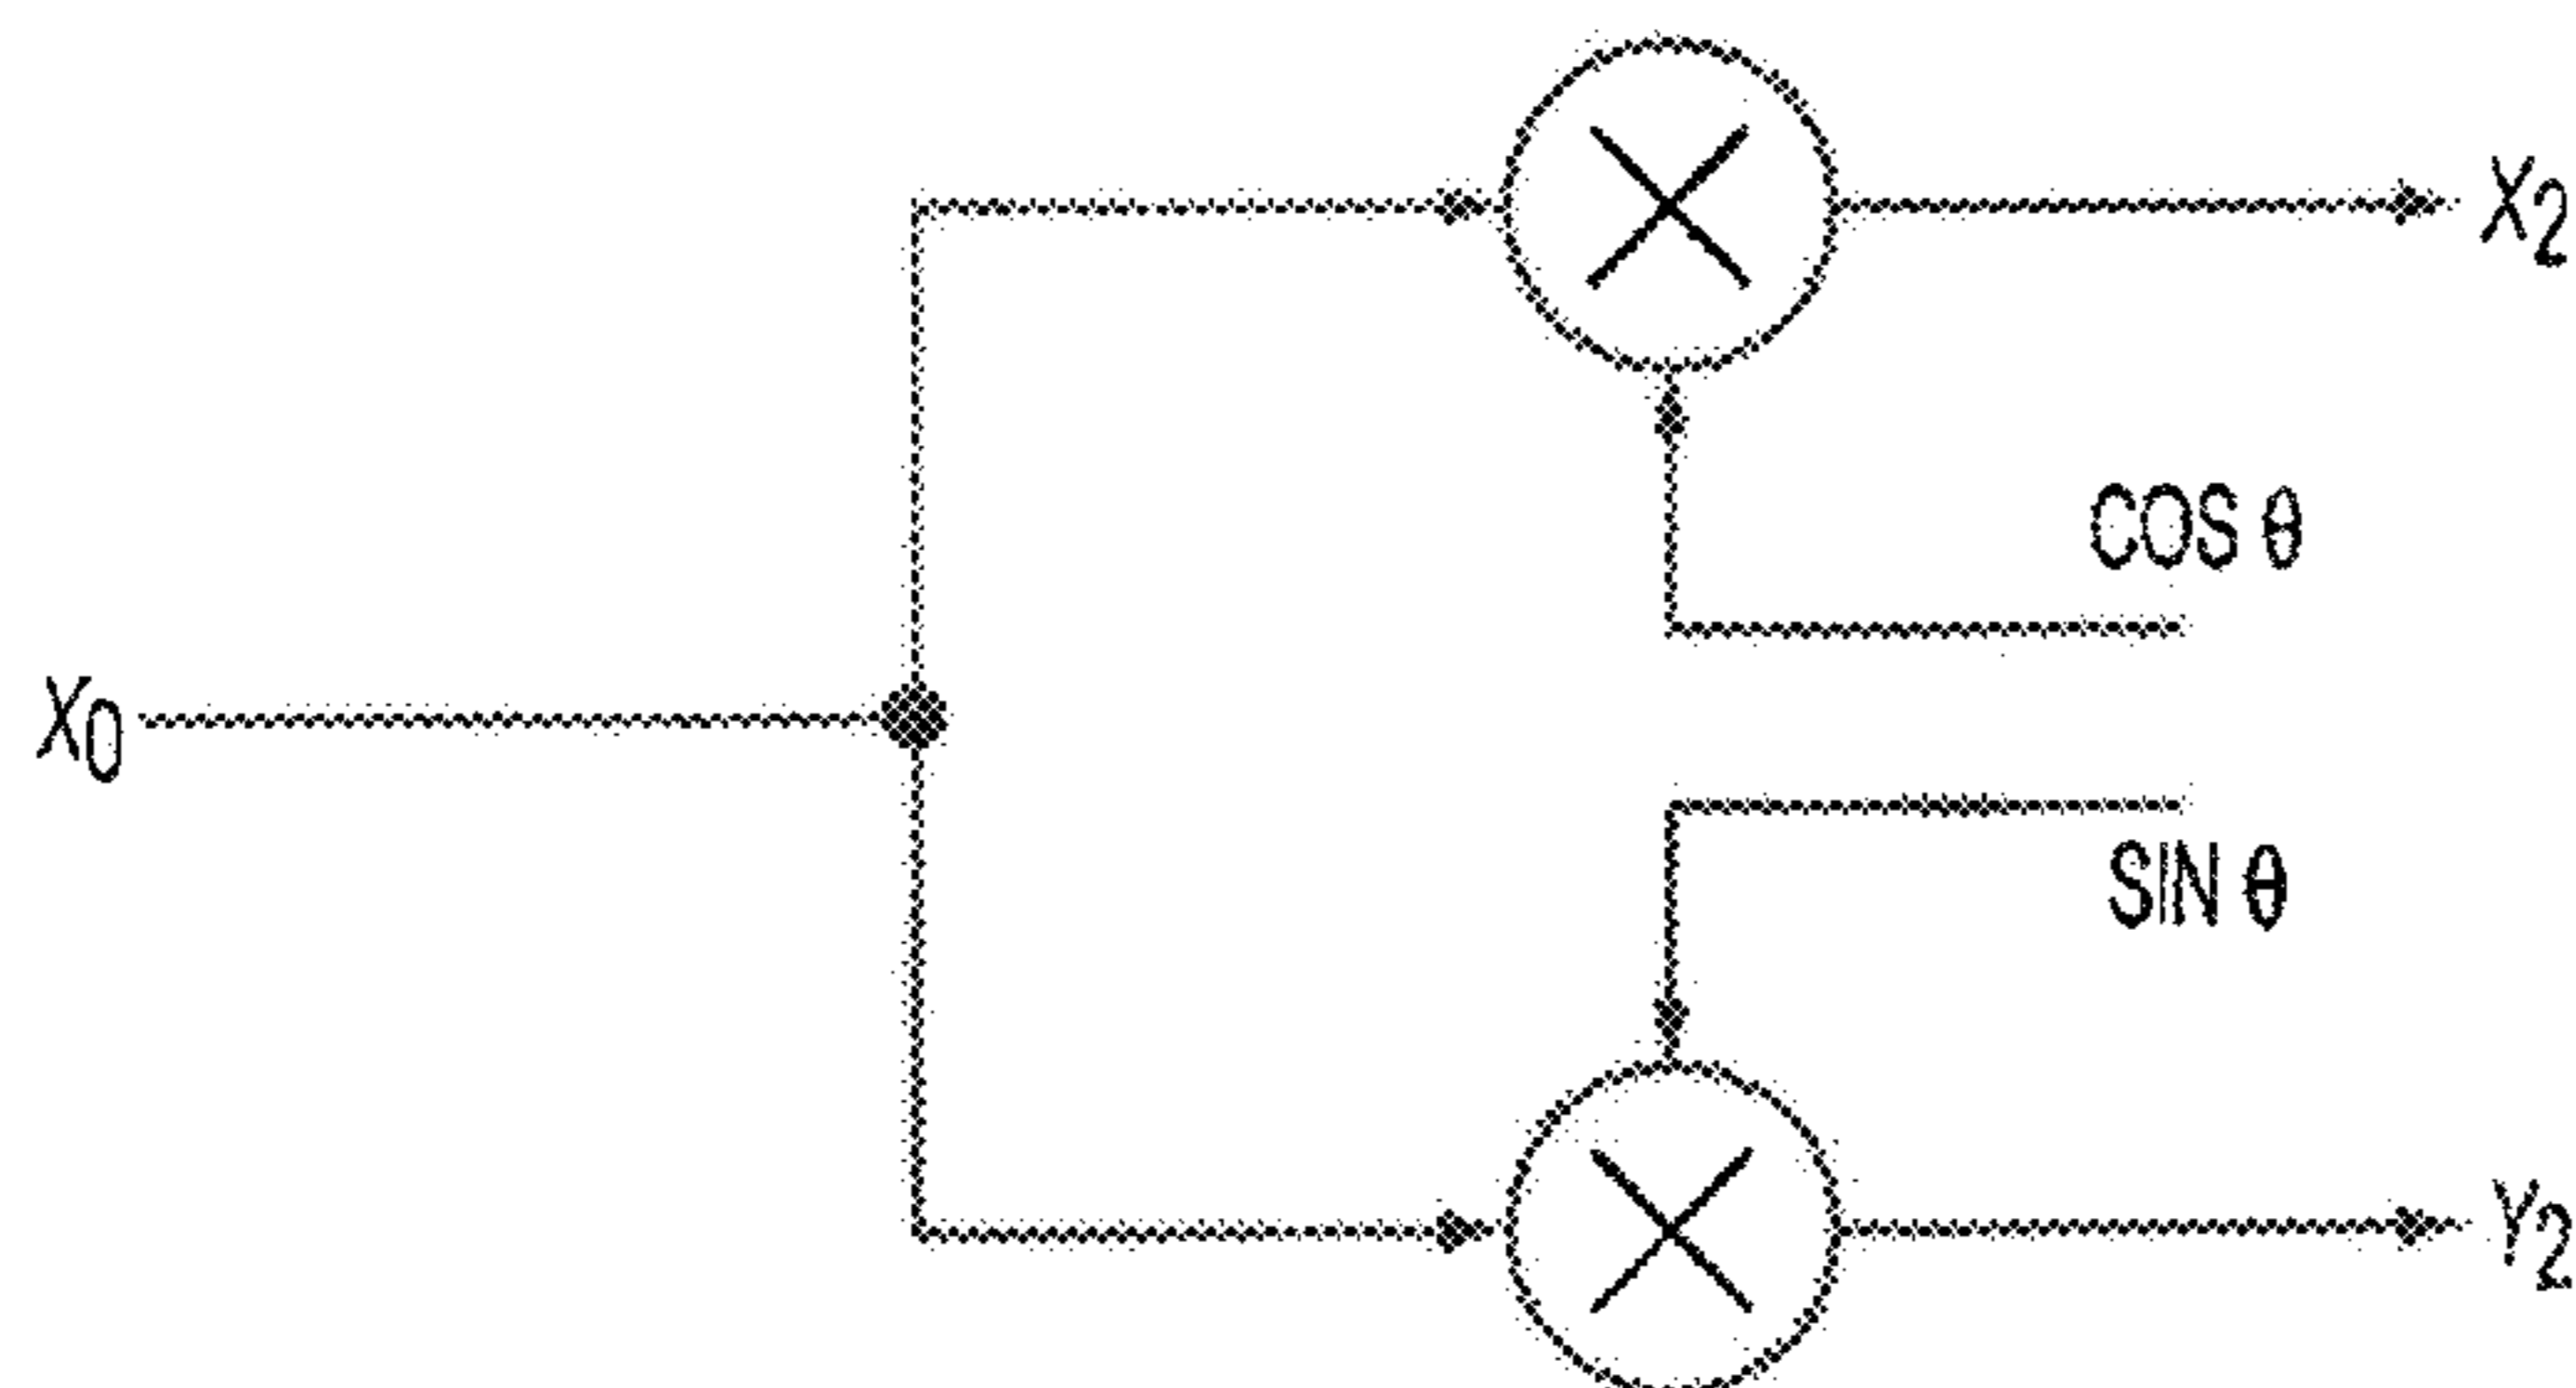 X2
COS θ
X0
SIN θ
Y2